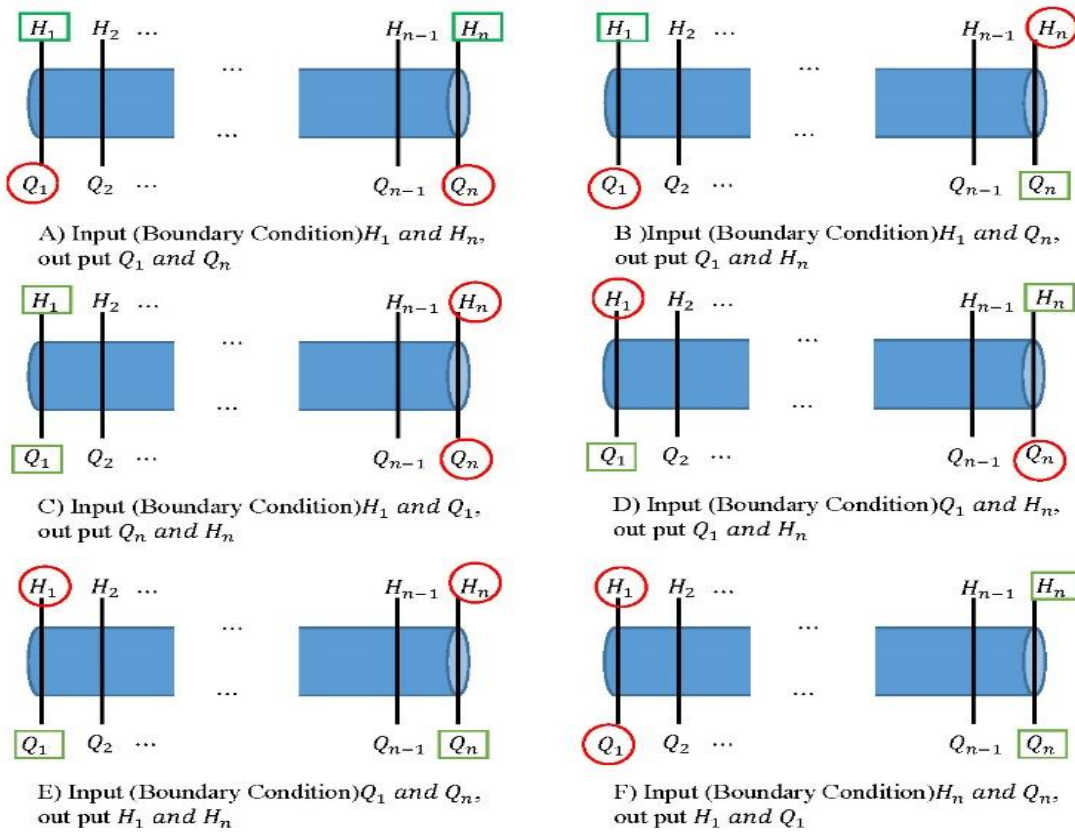 H₁ H₂ ... Hₙ₋₁ Hₙ
... 
...
Q₁ Q₂ ... Qₙ₋₁ Qₙ
A) Input (Boundary Condition)H₁ and Hₙ,
out put Q₁ and Qₙ
H₁ H₂ ... Hₙ₋₁ Hₙ
...
...
Q₁ Q₂ ... Qₙ₋₁ Qₙ
B )Input (Boundary Condition)H₁ and Qₙ,
out put Q₁ and Hₙ
H₁ H₂ ... Hₙ₋₁ Hₙ
...
...
Q₁ Q₂ ... Qₙ₋₁ Qₙ
C) Input (Boundary Condition)H₁ and Q₁,
out put Qₙ and Hₙ
H₁ H₂ ... Hₙ₋₁ Hₙ
...
...
Q₁ Q₂ ... Qₙ₋₁ Qₙ
D) Input (Boundary Condition)Q₁ and Hₙ,
out put Q₁ and Hₙ
H₁ H₂ ... Hₙ₋₁ Hₙ
...
...
Q₁ Q₂ ... Qₙ₋₁ Qₙ
E) Input (Boundary Condition)Q₁ and Qₙ,
out put H₁ and Hₙ
H₁ H₂ ... Hₙ₋₁ Hₙ
...
...
Q₁ Q₂ ... Qₙ₋₁ Qₙ
F) Input (Boundary Condition)Hₙ and Qₙ,
out put H₁ and Q₁